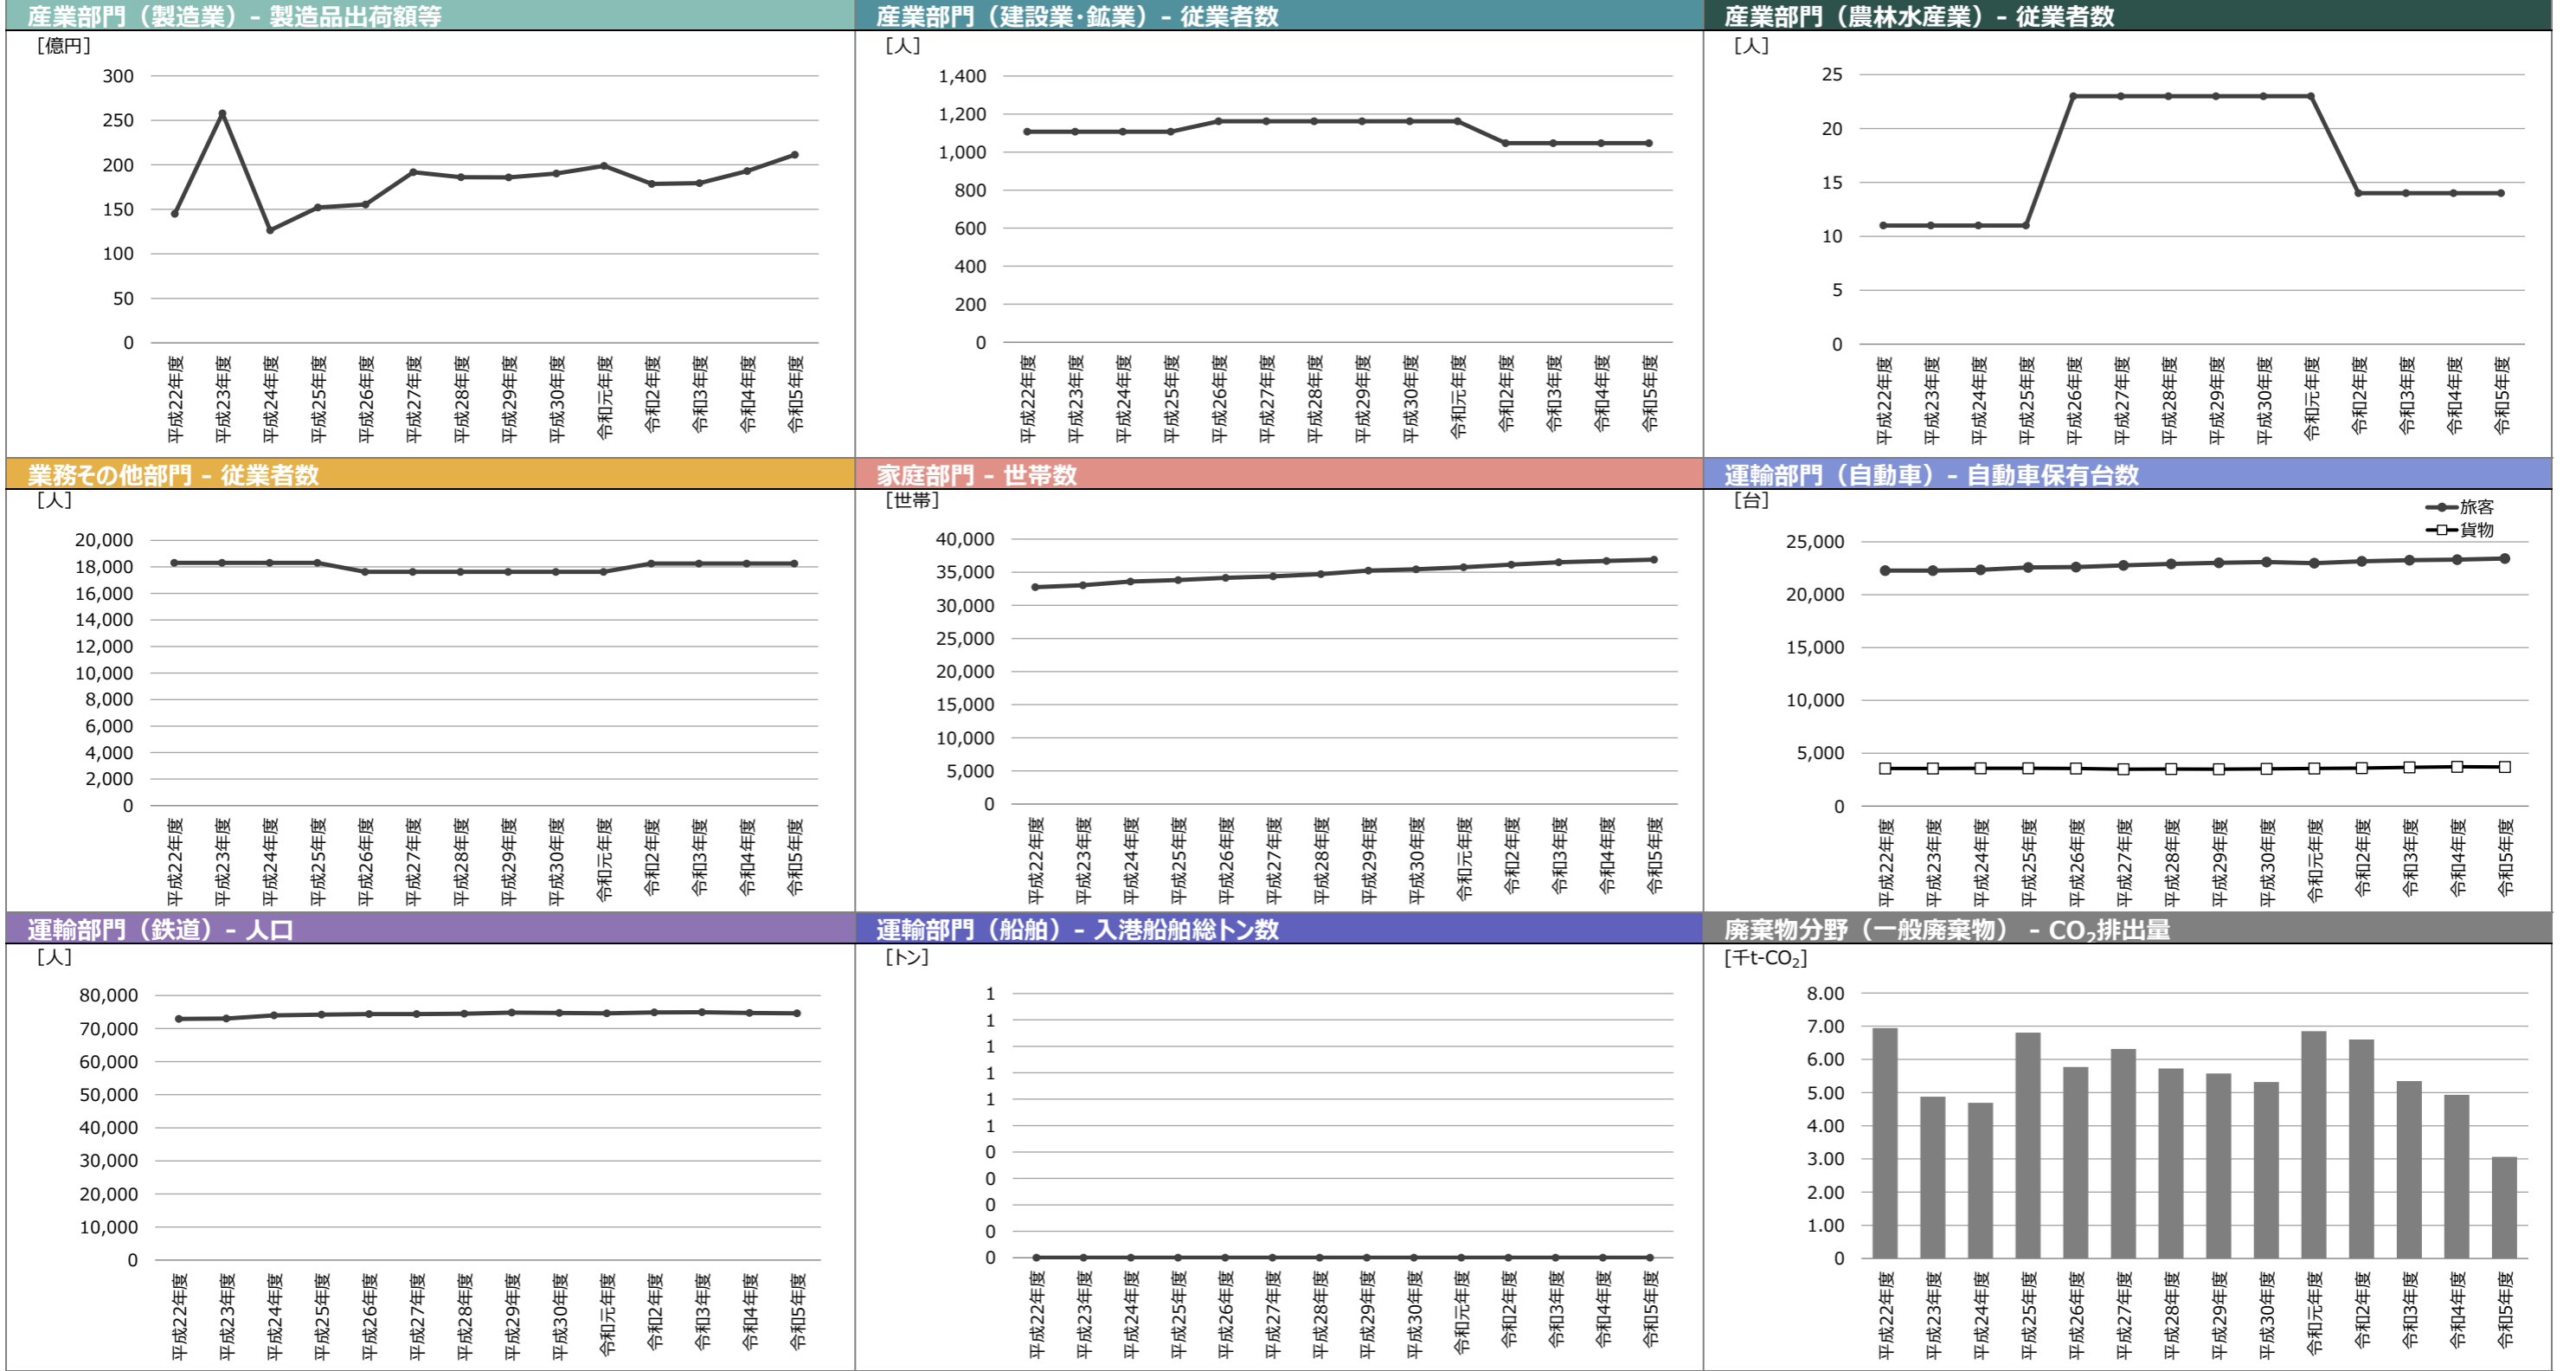 産業部門（製造業）- 製造品出荷額等
[億円]
300
250
200
150
100
50
0
平成22年度 平成23年度 平成24年度 平成25年度 平成26年度 平成27年度 平成28年度 平成29年度 平成30年度 令和元年度 令和2年度 令和3年度 令和4年度 令和5年度
産業部門（建設業･鉱業）- 従業者数
[人]
1,400
1,200
1,000
800
600
400
200
0
平成22年度 平成23年度 平成24年度 平成25年度 平成26年度 平成27年度 平成28年度 平成29年度 平成30年度 令和元年度 令和2年度 令和3年度 令和4年度 令和5年度
産業部門（農林水産業）- 従業者数
[人]
25
20
15
10
5
0
平成22年度 平成23年度 平成24年度 平成25年度 平成26年度 平成27年度 平成28年度 平成29年度 平成30年度 令和元年度 令和2年度 令和3年度 令和4年度 令和5年度
業務その他部門 - 従業者数
[人]
20,000
18,000
16,000
14,000
12,000
10,000
8,000
6,000
4,000
2,000
0
平成22年度 平成23年度 平成24年度 平成25年度 平成26年度 平成27年度 平成28年度 平成29年度 平成30年度 令和元年度 令和2年度 令和3年度 令和4年度 令和5年度
家庭部門 - 世帯数
[世帯]
40,000
35,000
30,000
25,000
20,000
15,000
10,000
5,000
0
平成22年度 平成23年度 平成24年度 平成25年度 平成26年度 平成27年度 平成28年度 平成29年度 平成30年度 令和元年度 令和2年度 令和3年度 令和4年度 令和5年度
運輸部門（自動車）- 自動車保有台数
[台]
旅客
貨物
25,000
20,000
15,000
10,000
5,000
0
平成22年度 平成23年度 平成24年度 平成25年度 平成26年度 平成27年度 平成28年度 平成29年度 平成30年度 令和元年度 令和2年度 令和3年度 令和4年度 令和5年度
運輸部門（鉄道）- 人口
[人]
80,000
70,000
60,000
50,000
40,000
30,000
20,000
10,000
0
平成22年度 平成23年度 平成24年度 平成25年度 平成26年度 平成27年度 平成28年度 平成29年度 平成30年度 令和元年度 令和2年度 令和3年度 令和4年度 令和5年度
運輸部門（船舶）- 入港船舶総トン数
[トン]
1
1
1
1
1
1
0
0
0
0
0
平成22年度 平成23年度 平成24年度 平成25年度 平成26年度 平成27年度 平成28年度 平成29年度 平成30年度 令和元年度 令和2年度 令和3年度 令和4年度 令和5年度
廃棄物分野（一般廃棄物） - CO₂排出量
[千t-CO₂]
8.00
7.00
6.00
5.00
4.00
3.00
2.00
1.00
0
平成22年度 平成23年度 平成24年度 平成25年度 平成26年度 平成27年度 平成28年度 平成29年度 平成30年度 令和元年度 令和2年度 令和3年度 令和4年度 令和5年度